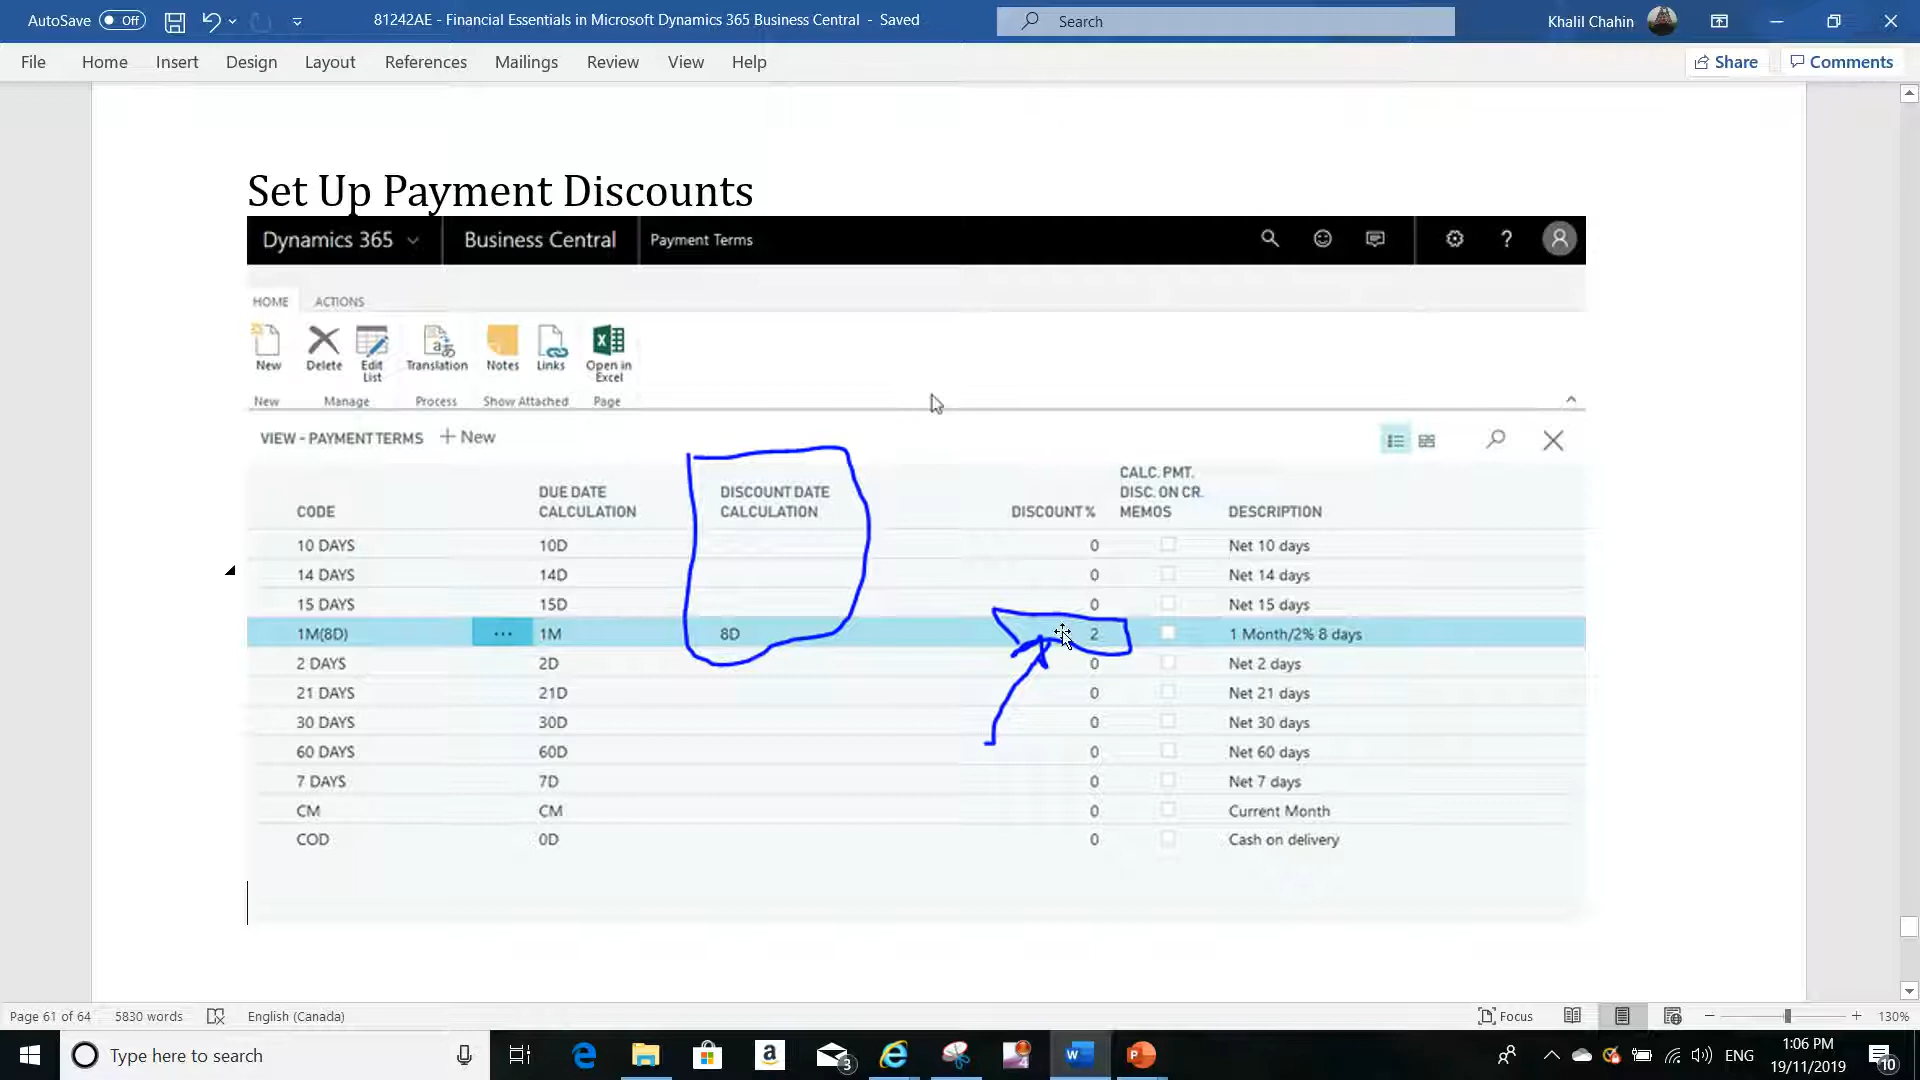 AutoSave Off 81242AE - Financial Essentials in Microsoft Dynamics 365 Business Central - Saved Search Khalil Chahin
File Home Insert Design Layout References Mailings Review View Help Share Comments
Set Up Payment Discounts
Dynamics 365 Business Central Payment Terms ?
HOME ACTIONS
New Delete Edit List Translation Notes Links Open in Excel
New Manage Process Show Attached Page
VIEW - PAYMENT TERMS + New
CODE DUE DATE CALCULATION DISCOUNT DATE CALCULATION DISCOUNT % CALC. PMT. DISC. ON CR. MEMOS DESCRIPTION
10 DAYS 10D 0 Net 10 days
14 DAYS 14D 0 Net 14 days
15 DAYS 15D 0 Net 15 days
1M(8D) ... 1M 8D 2 1 Month/2% 8 days
2 DAYS 2D 0 Net 2 days
21 DAYS 21D 0 Net 21 days
30 DAYS 30D 0 Net 30 days
60 DAYS 60D 0 Net 60 days
7 DAYS 7D 0 Net 7 days
CM CM 0 Current Month
COD 0D 0 Cash on delivery
Page 61 of 64 5830 words English (Canada) Focus 130%
Type here to search 3 ENG 1:06 PM
19/11/2019 10